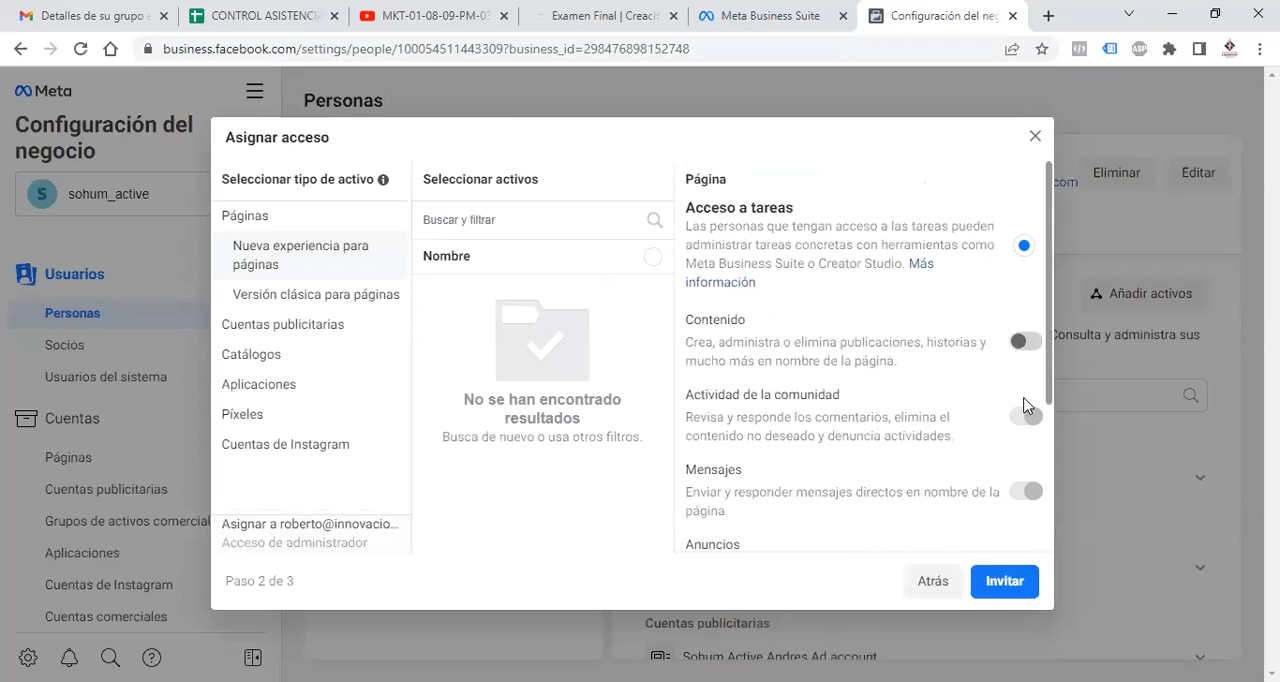 Detalles de su grupo e
CONTROL ASISTENCIA
MKT-01-08-09-PM-03
Examen Final | Creació
Meta Business Suite
Configuración del neg
business.facebook.com/settings/people/100054511443309?business_id=298476898152748
ABP
Meta
Configuración del
negocio
S
sohum_active
Usuarios
Personas
Socios
Usuarios del sistema
Cuentas
Páginas
Cuentas publicitarias
Grupos de activos comercial
Aplicaciones
Cuentas de Instagram
Cuentas comerciales
Personas
com
Eliminar
Editar
Añadir activos
Consulta y administra sus
Cuentas publicitarias
Sohum Active Andres Ad account
Asignar acceso
Seleccionar tipo de activo
Páginas
Nueva experiencia para
páginas
Versión clásica para páginas
Cuentas publicitarias
Catálogos
Aplicaciones
Píxeles
Cuentas de Instagram
Asignar a roberto@innovacio...
Acceso de administrador
Seleccionar activos
Buscar y filtrar
Nombre
No se han encontrado
resultados
Busca de nuevo o usa otros filtros.
Página
Acceso a tareas
Las personas que tengan acceso a las tareas pueden
administrar tareas concretas con herramientas como
Meta Business Suite o Creator Studio. Más
información
Contenido
Crea, administra o elimina publicaciones, historias y
mucho más en nombre de la página.
Actividad de la comunidad
Revisa y responde los comentarios, elimina el
contenido no deseado y denuncia actividades.
Mensajes
Enviar y responder mensajes directos en nombre de la
página.
Anuncios
Paso 2 de 3
Atrás
Invitar